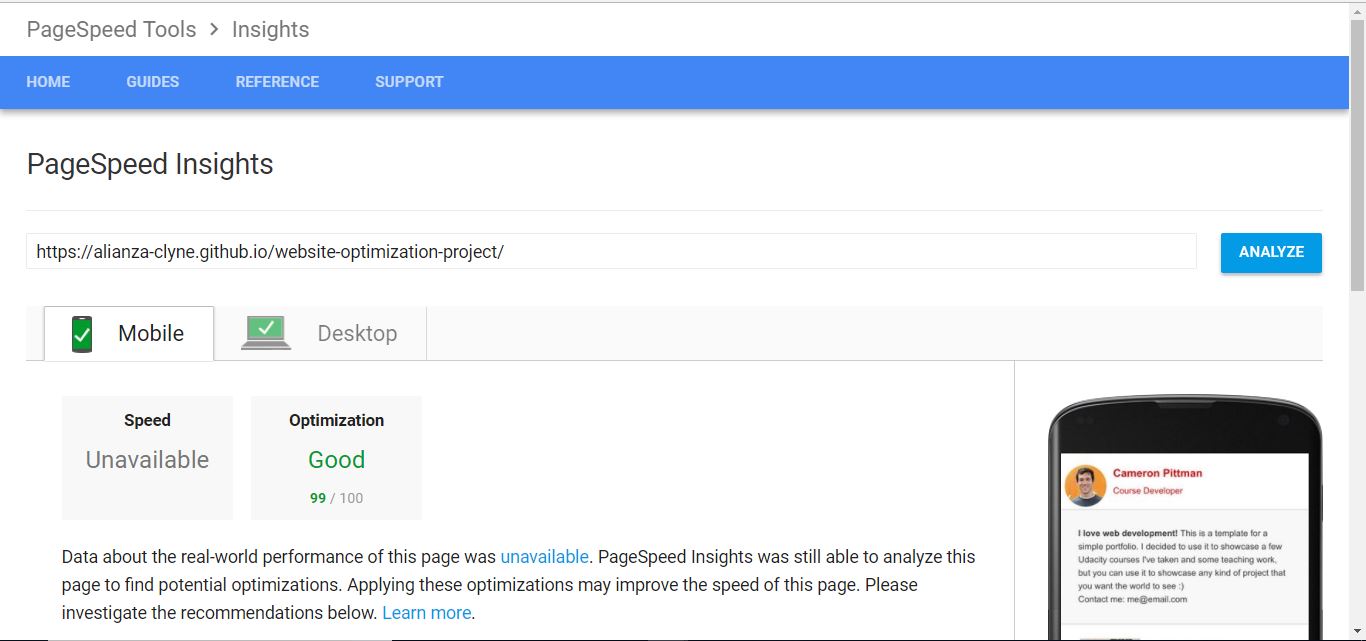 PageSpeed Tools > Insights
HOME GUIDES REFERENCE SUPPORT
PageSpeed Insights
https://alianza-clyne.github.io/website-optimization-project/
ANALYZE
Mobile Desktop
Speed
Unavailable
Optimization
Good
99 / 100
Data about the real-world performance of this page was unavailable. PageSpeed Insights was still able to analyze this
page to find potential optimizations. Applying these optimizations may improve the speed of this page. Please
investigate the recommendations below. Learn more.
Cameron Pittman
Course Developer
I love web development! This is a template for a
simple portfolio. I decided to use it to showcase a few
Udacity courses I've taken and some teaching work,
but you can use it to showcase any kind of project that
you want the world to see :)
Contact me: me@email.com